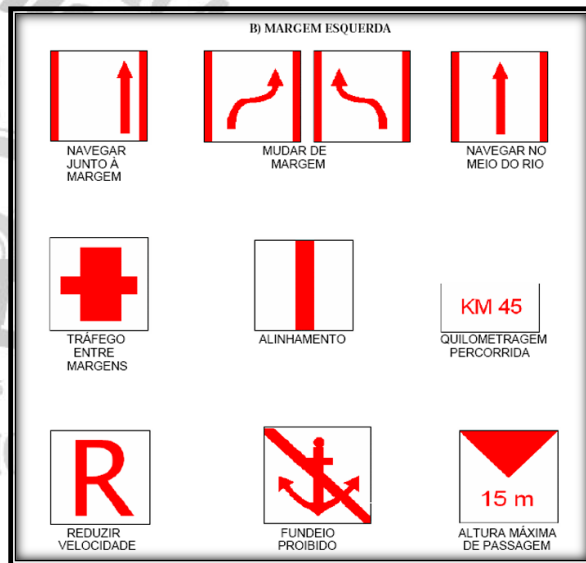 B) MARGEM ESQUERDA
NAVEGAR
JUNTO À
MARGEM
MUDAR DE
MARGEM
NAVEGAR NO
MEIO DO RIO
TRÁFEGO
ENTRE
MARGENS
ALINHAMENTO
KM 45
QUILOMETRAGEM
PERCORRIDA
R
REDUZIR
VELOCIDADE
FUNDEIO
PROIBIDO
15 m
ALTURA MÁXIMA
DE PASSAGEM